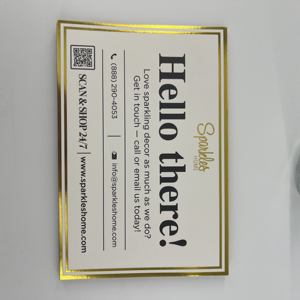 Sparkles
HOME
Hello there!
Love sparkling decor as much as we do?
Get in touch — call or email us today!
(888) 290-4053
info@sparkleshome.com
SCAN & SHOP 24/7 | www.sparkleshome.com